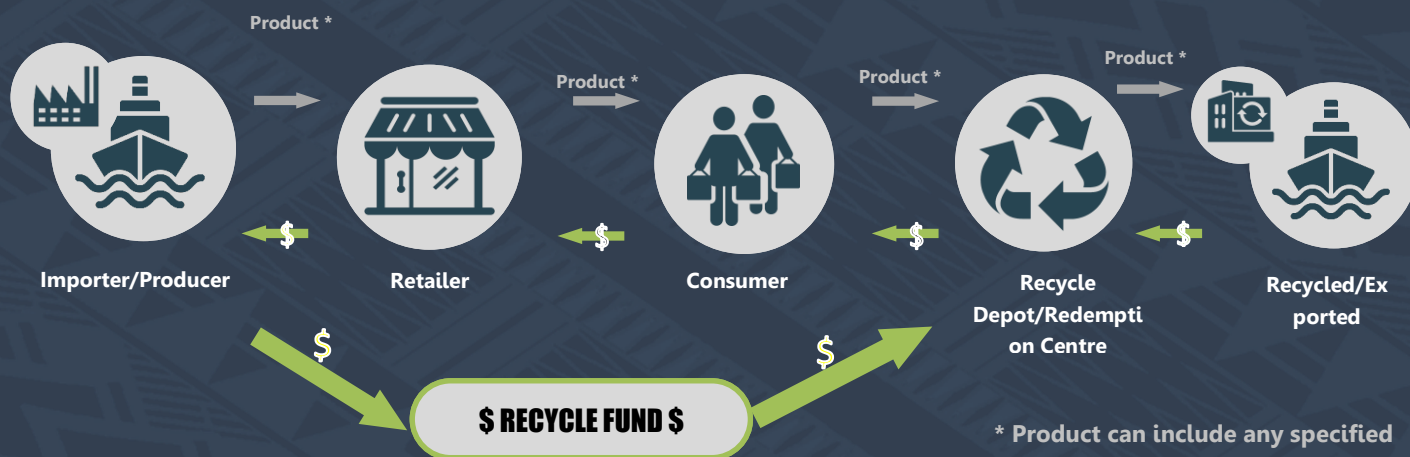 Product *
Product *
Product *
Product *
$
$
$
$
Importer/Producer
Retailer
Consumer
Recycle
Depot/Redempti
on Centre
Recycled/Ex
ported
$
$
$ RECYCLE FUND $
* Product can include any specified